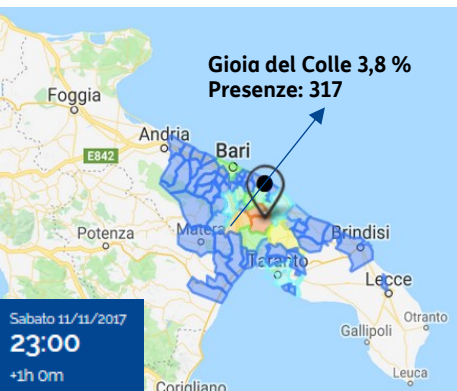 Gioia del Colle 3,8 %
Presenze: 317
Foggia
Andria
E842
Bari
Matera
Potenza
Brindisi
Taranto
Lecce
Otranto
Gallipoli
Leuca
Corigliano
Sabato 11/11/2017
23:00
+1h 0m